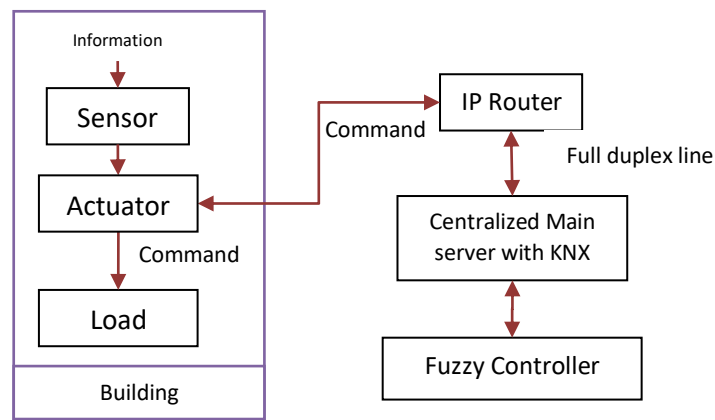 Information
Sensor
Actuator
Command
Load
Building
Command
IP Router
Full duplex line
Centralized Main
server with KNX
Fuzzy Controller